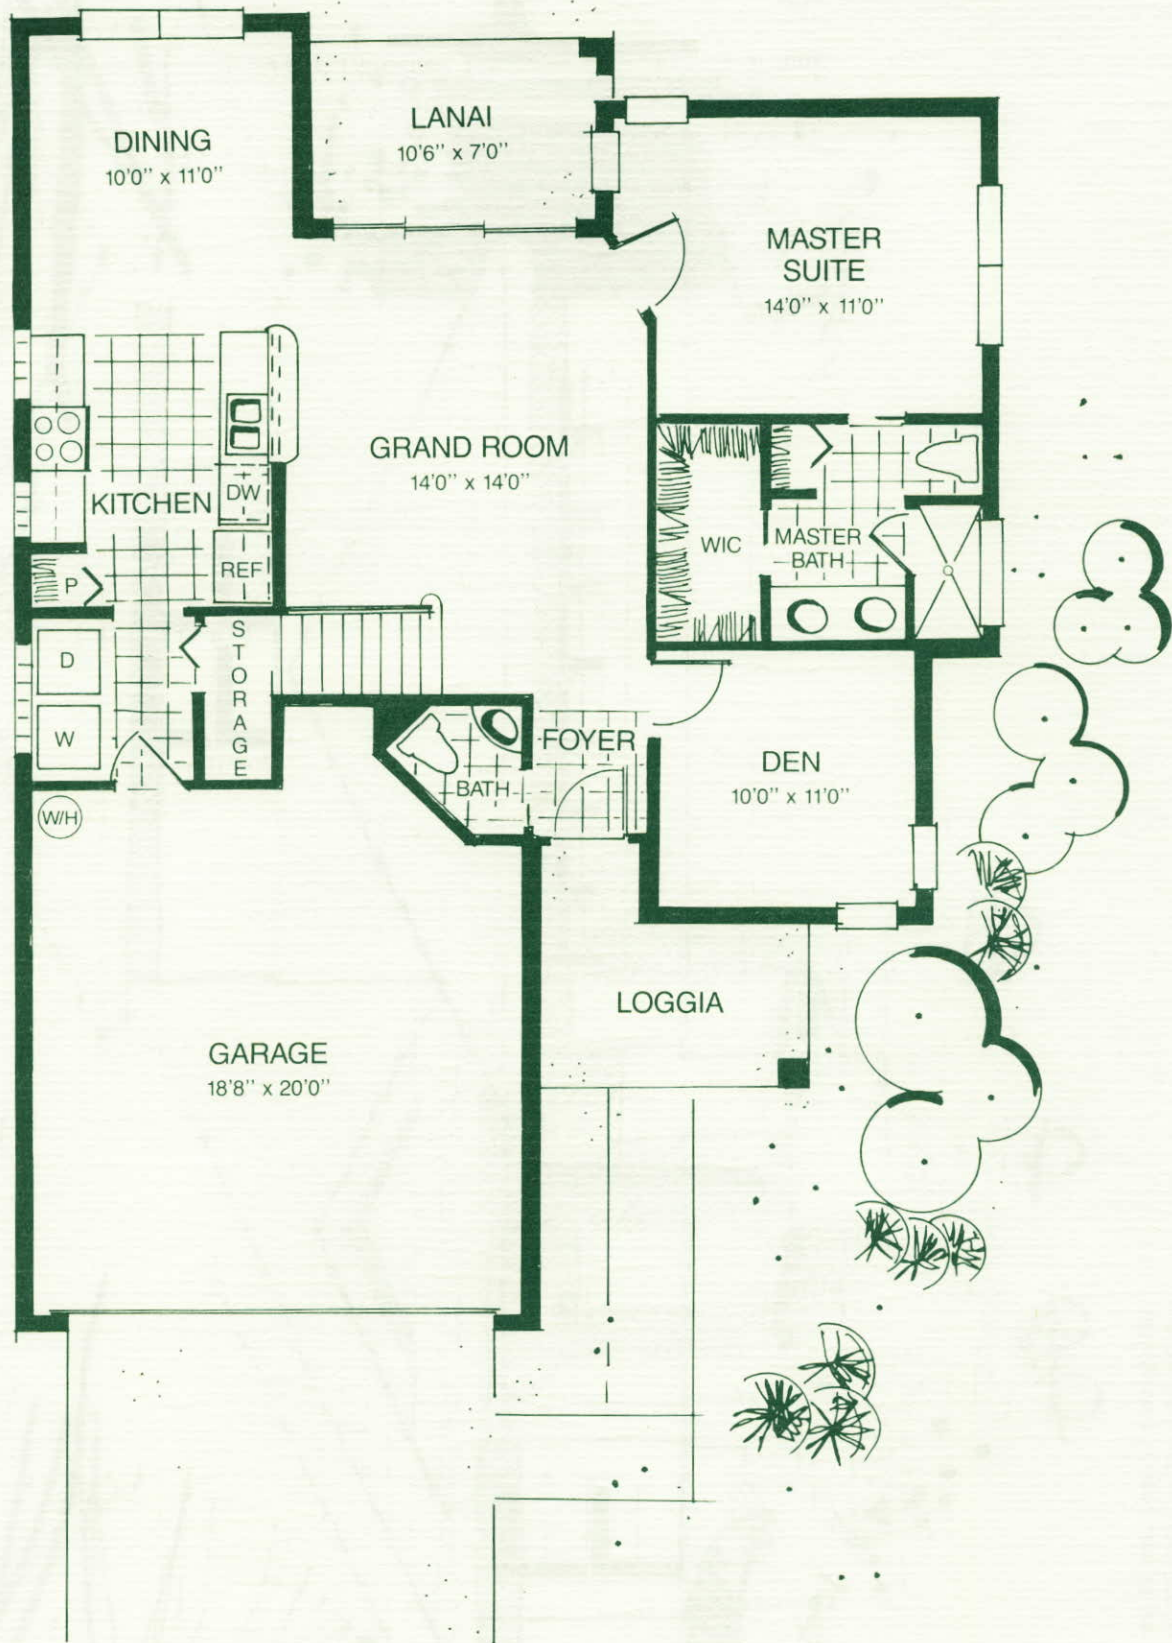 DINING
10'0'' x 11'0''
LANAI
10'6'' x 7'0''
MASTER
SUITE
14'0'' x 11'0''
GRAND ROOM
14'0'' x 14'0''
KITCHEN
DW
REF
P
WIC
MASTER
BATH
D
W
STORAGE
FOYER
BATH
DEN
10'0'' x 11'0''
W/H
LOGGIA
GARAGE
18'8'' x 20'0''